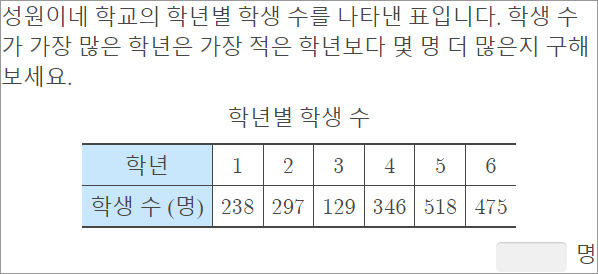 성원이네 학교의 학년별 학생 수를 나타낸 표입니다. 학생 수
가 가장 많은 학년은 가장 적은 학년보다 몇 명 더 많은지 구해
보세요.
학년별 학생 수
학년 1 2 3 4 5 6
학생 수 (명) 238 297 129 346 518 475
명